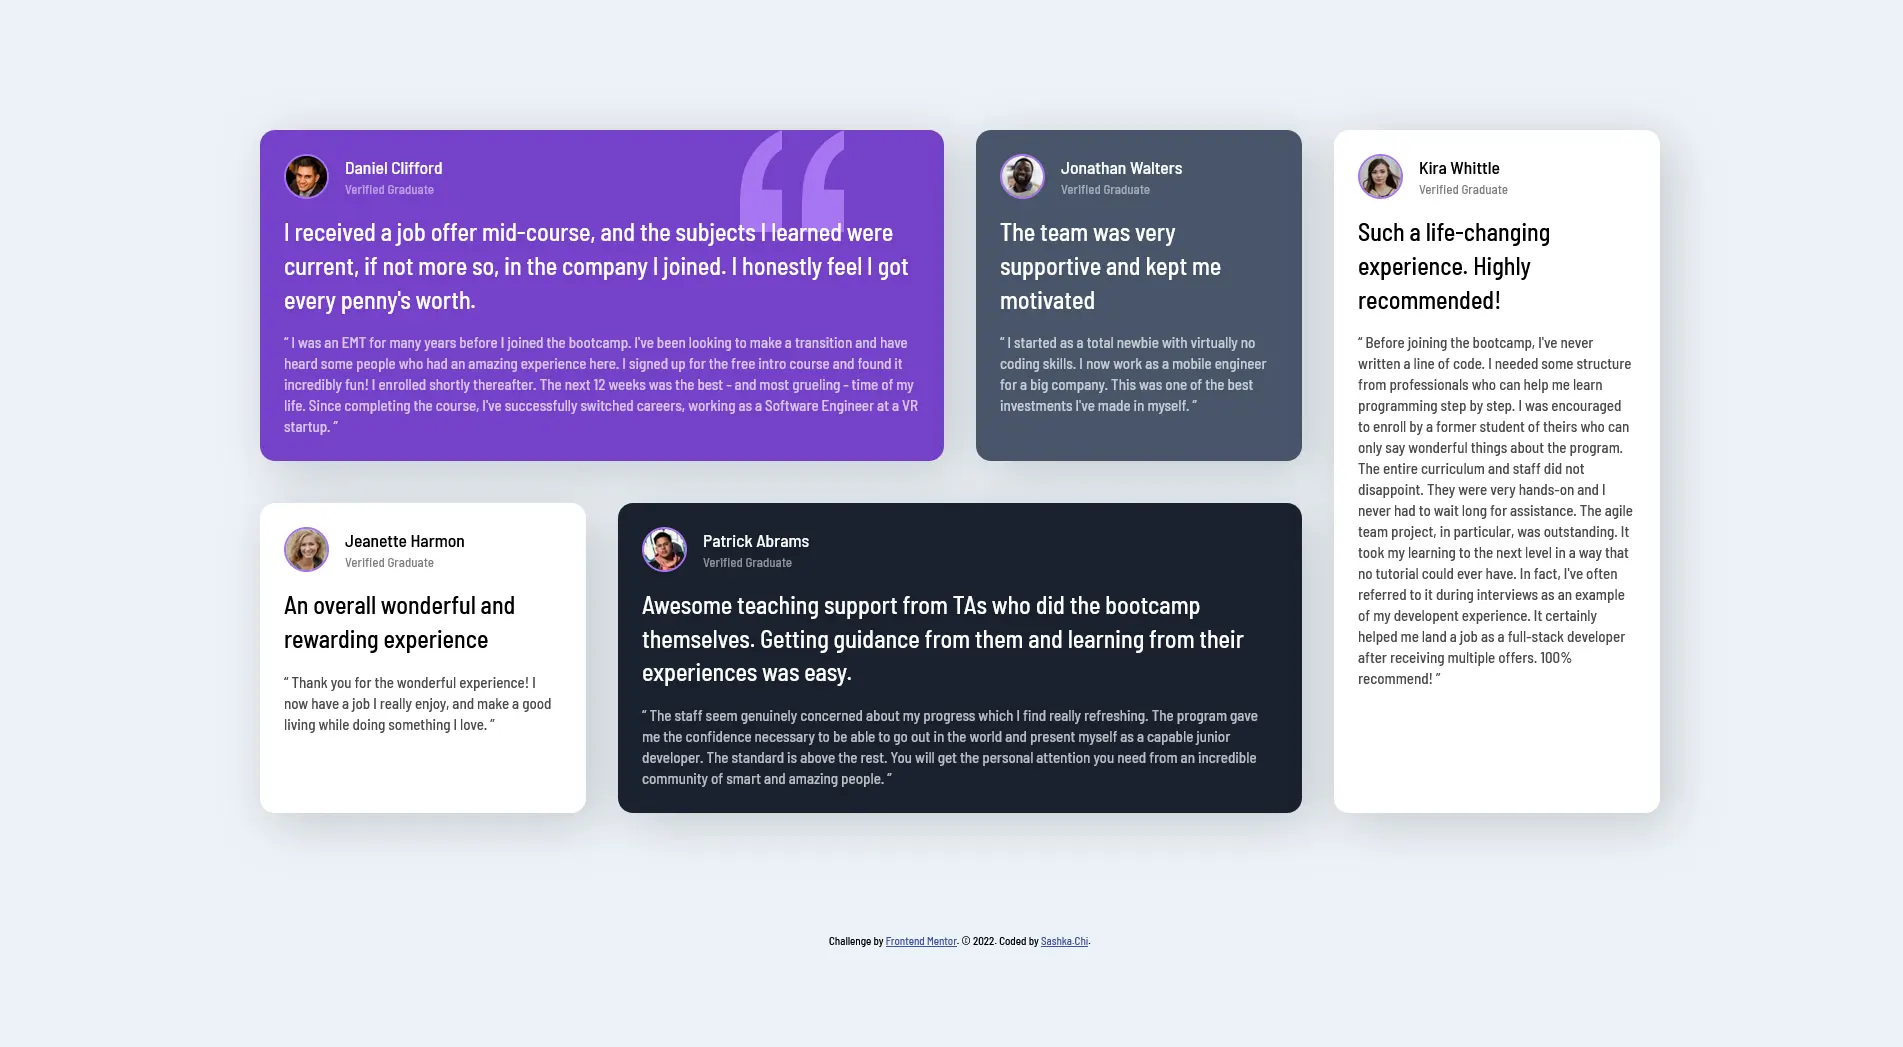 Daniel Clifford
Verified Graduate
I received a job offer mid-course, and the subjects I learned were
current, if not more so, in the company I joined. I honestly feel I got
every penny's worth.
“ I was an EMT for many years before I joined the bootcamp. I've been looking to make a transition and have
heard some people who had an amazing experience here. I signed up for the free intro course and found it
incredibly fun! I enrolled shortly thereafter. The next 12 weeks was the best - and most grueling - time of my
life. Since completing the course, I've successfully switched careers, working as a Software Engineer at a VR
startup. ”
Jonathan Walters
Verified Graduate
The team was very
supportive and kept me
motivated
“ I started as a total newbie with virtually no
coding skills. I now work as a mobile engineer
for a big company. This was one of the best
investments I've made in myself. ”
Kira Whittle
Verified Graduate
Such a life-changing
experience. Highly
recommended!
“ Before joining the bootcamp, I've never
written a line of code. I needed some structure
from professionals who can help me learn
programming step by step. I was encouraged
to enroll by a former student of theirs who can
only say wonderful things about the program.
The entire curriculum and staff did not
disappoint. They were very hands-on and I
never had to wait long for assistance. The agile
team project, in particular, was outstanding. It
took my learning to the next level in a way that
no tutorial could ever have. In fact, I've often
referred to it during interviews as an example
of my developent experience. It certainly
helped me land a job as a full-stack developer
after receiving multiple offers. 100%
recommend! ”
Jeanette Harmon
Verified Graduate
An overall wonderful and
rewarding experience
“ Thank you for the wonderful experience! I
now have a job I really enjoy, and make a good
living while doing something I love. ”
Patrick Abrams
Verified Graduate
Awesome teaching support from TAs who did the bootcamp
themselves. Getting guidance from them and learning from their
experiences was easy.
“ The staff seem genuinely concerned about my progress which I find really refreshing. The program gave
me the confidence necessary to be able to go out in the world and present myself as a capable junior
developer. The standard is above the rest. You will get the personal attention you need from an incredible
community of smart and amazing people. ”
Challenge by Frontend Mentor. © 2022. Coded by Sashka.Chi.